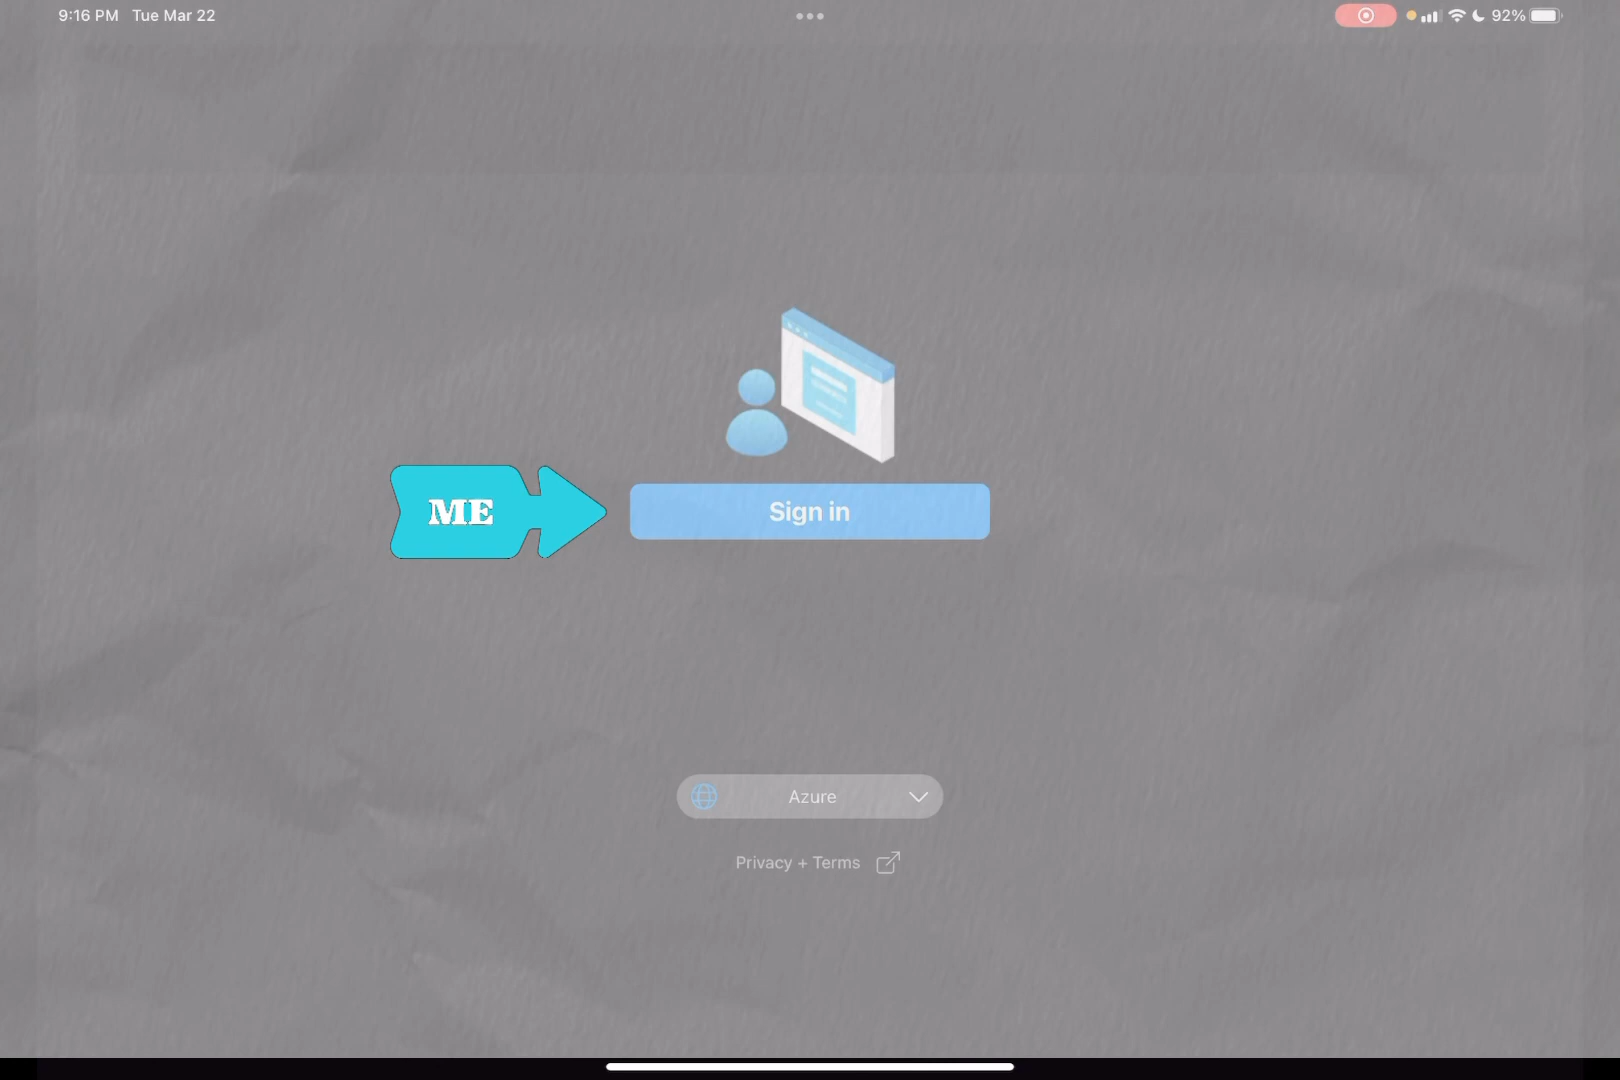 9:16 PM Tue Mar 22
92%
ME
Sign in
Azure
Privacy + Terms